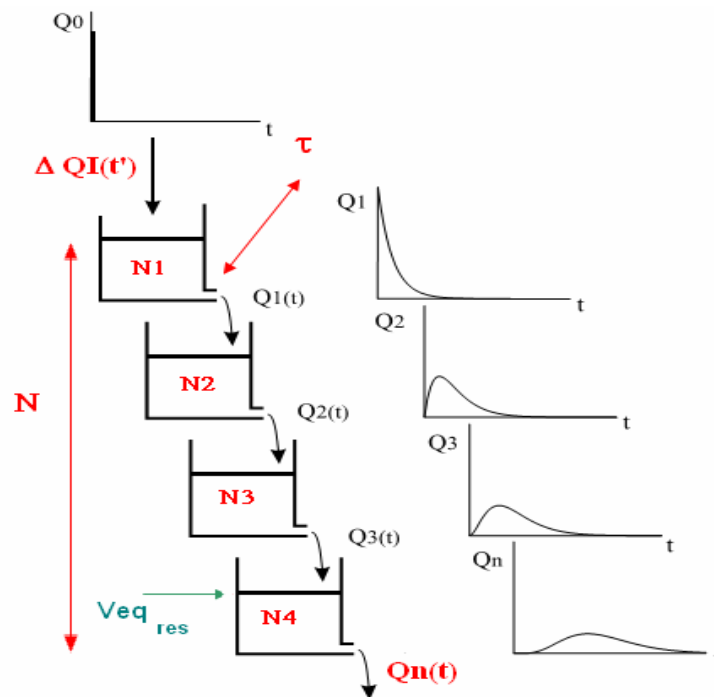 Q0
t
Δ QI(t')
τ
Q1
N1
Q1(t)
t
Q2
N
N2
Q2(t)
t
Q3
N3
Q3(t)
t
Qn
Veq res
N4
Qn(t)